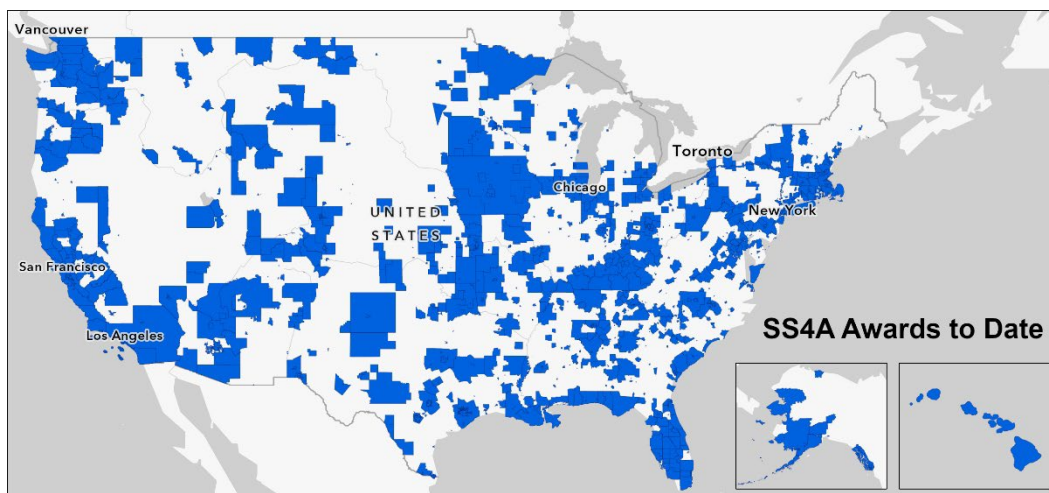 Vancouver
Toronto
Chicago
New York
UNITED
STATES
San Francisco
Los Angeles
SS4A Awards to Date